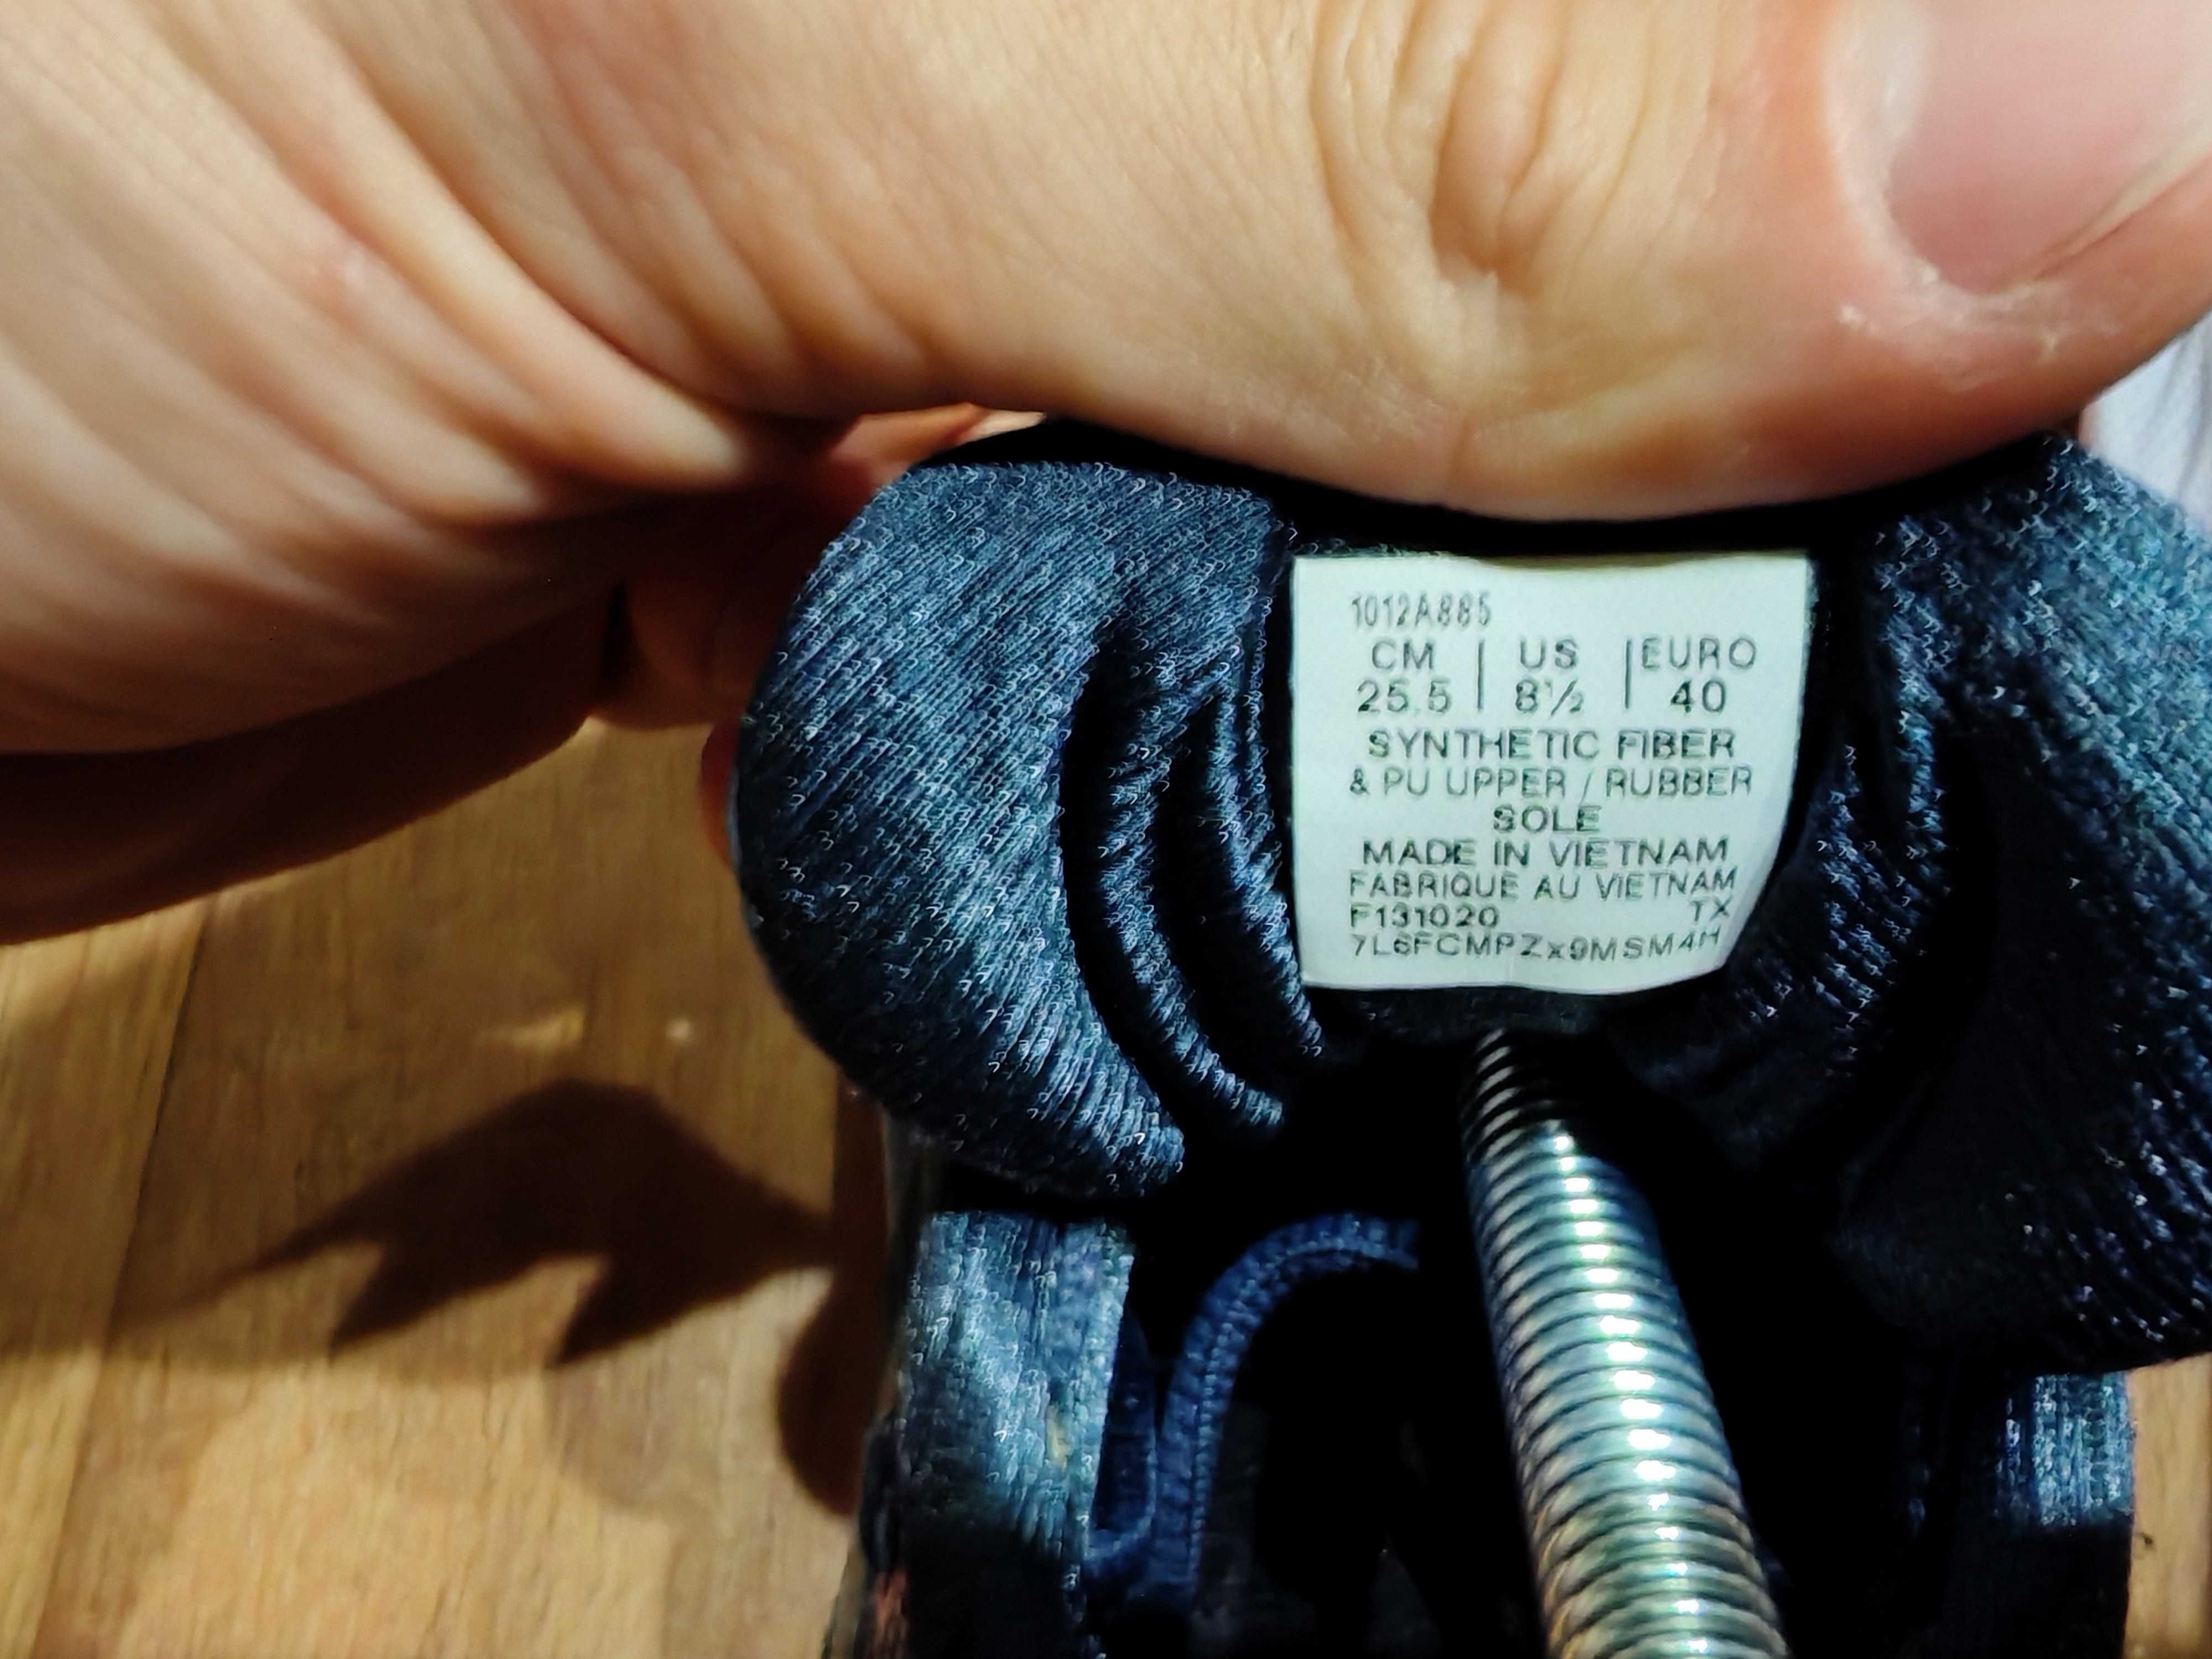 1012A885
CM | US | EURO
25.5 | 8½ | 40
SYNTHETIC FIBER
& PU UPPER / RUBBER
SOLE
MADE IN VIETNAM
FABRIQUE AU VIETNAM
F131020 TX
7L6FCMPZx9MSM4H